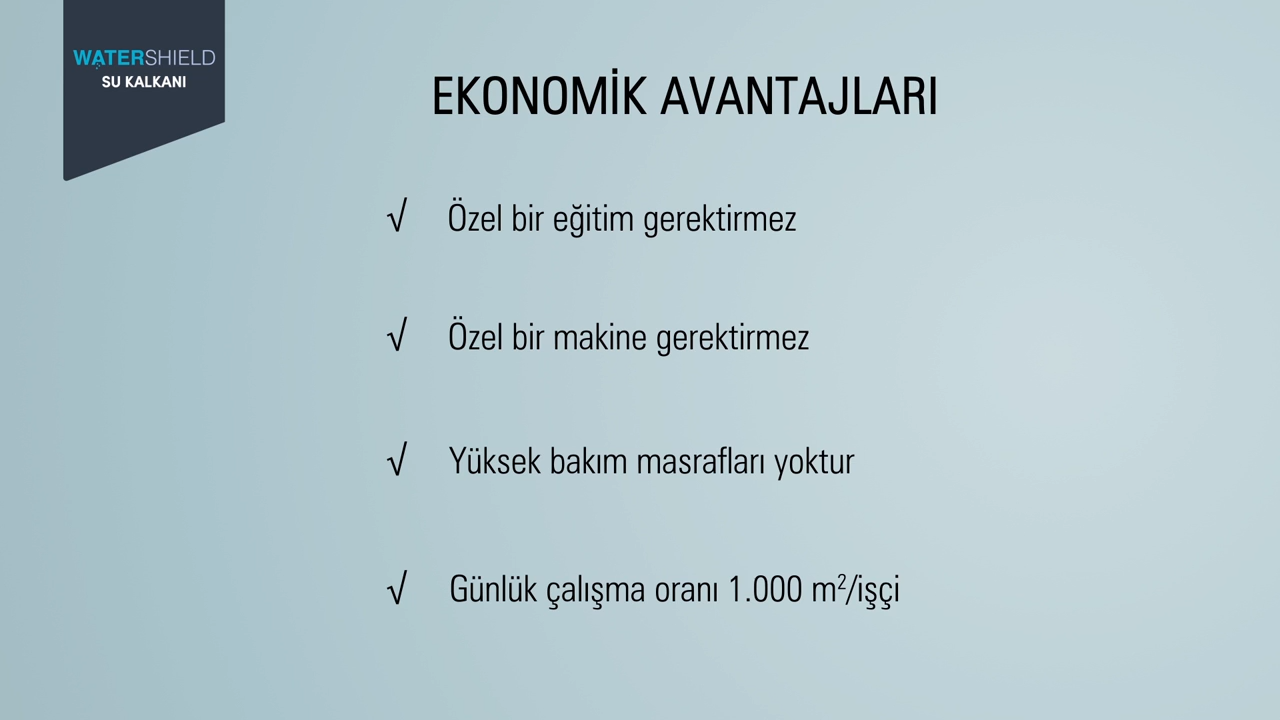 WATERSHIELD
SU KALKANI
EKONOMİK AVANTAJLARI
√ Özel bir eğitim gerektirmez
√ Özel bir makine gerektirmez
√ Yüksek bakım masrafları yoktur
√ Günlük çalışma oranı 1.000 m²/işçi